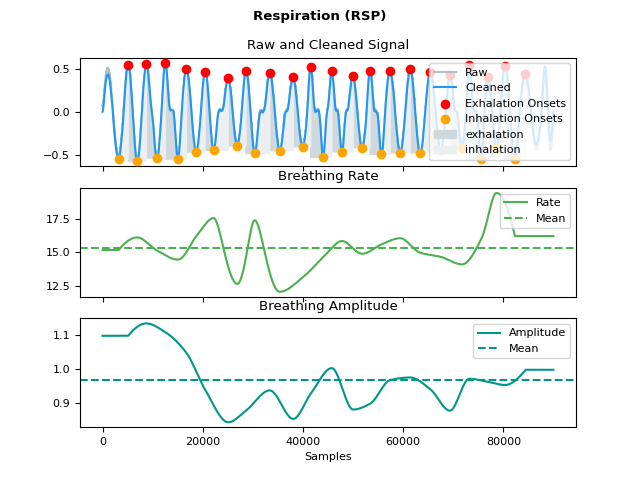 Respiration (RSP)
Raw and Cleaned Signal
0.5
0.0
−0.5
Raw
Cleaned
Exhalation Onsets
Inhalation Onsets
exhalation
inhalation
Breathing Rate
17.5
15.0
12.5
Rate
Mean
Breathing Amplitude
1.1
1.0
0.9
Amplitude
Mean
0 20000 40000 60000 80000
Samples